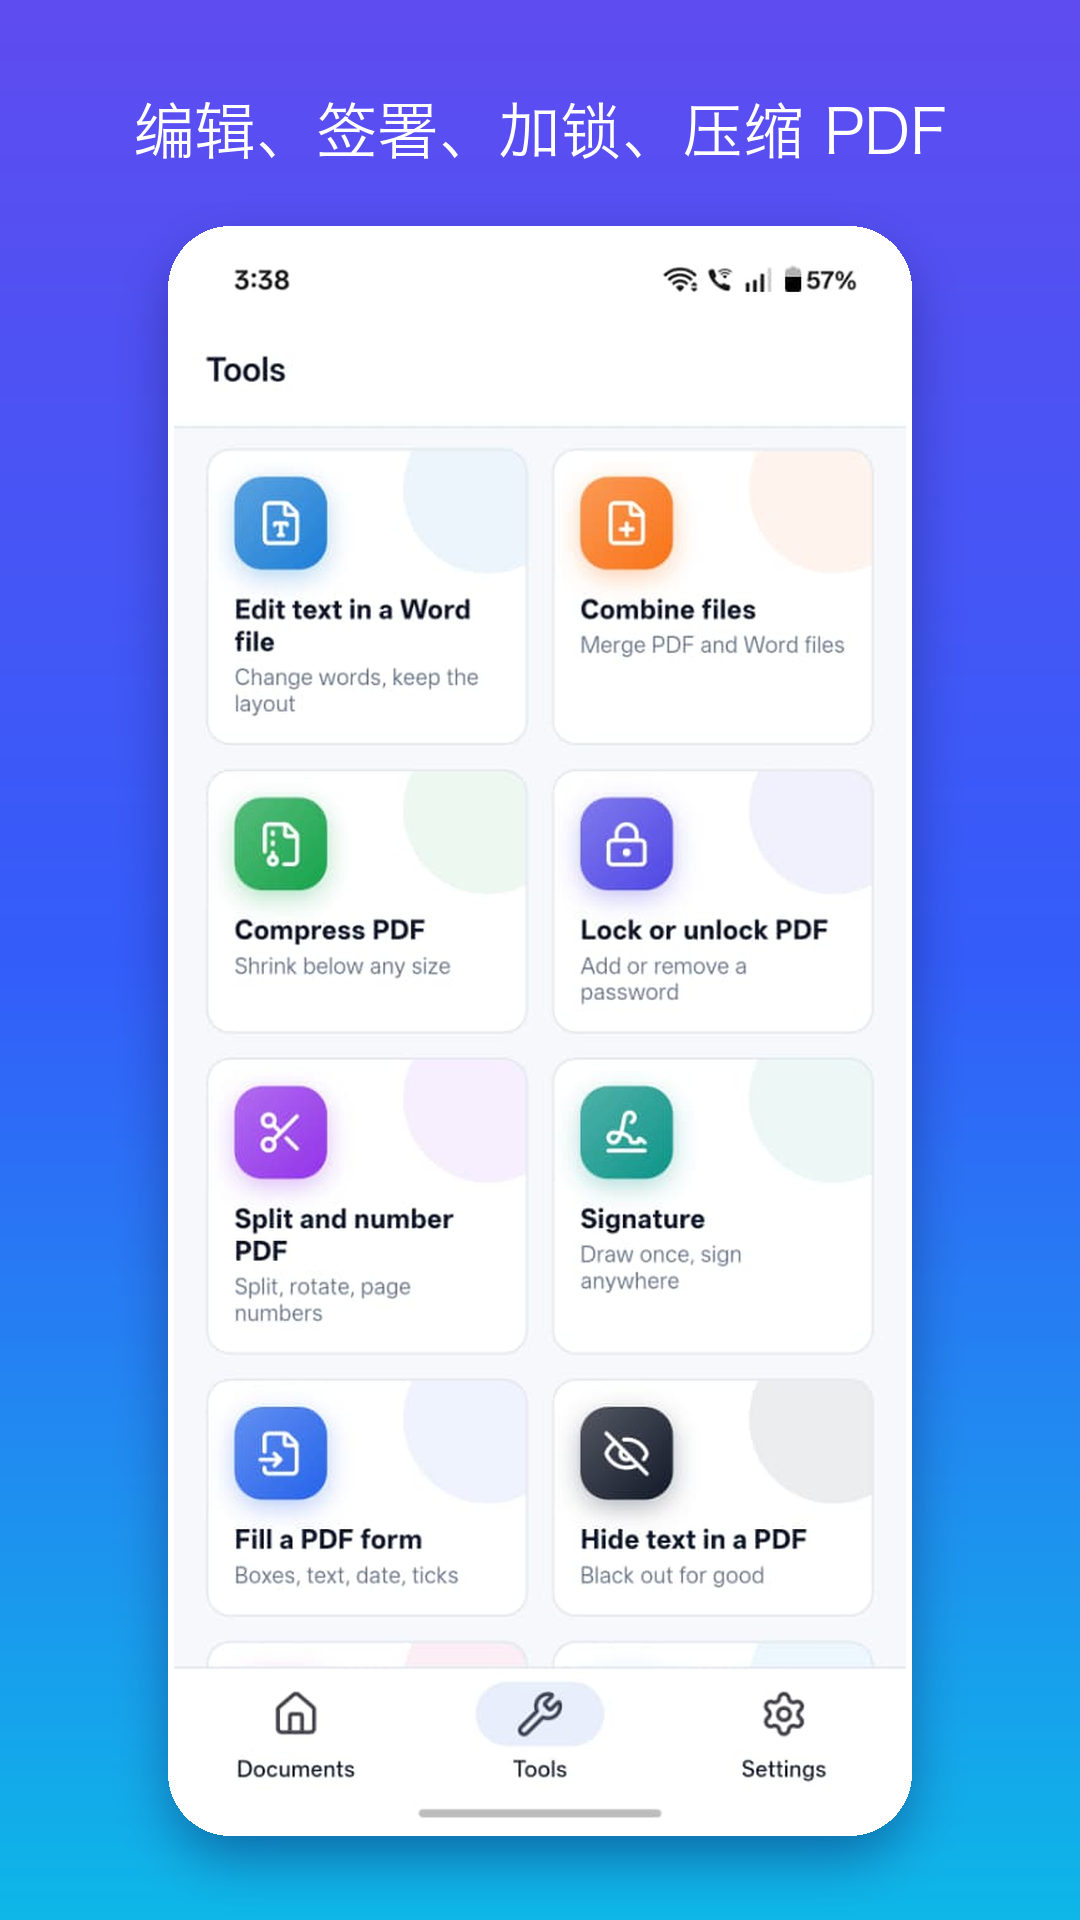 编辑、签署、加锁、压缩 PDF
3:38
57%
Tools
Edit text in a Word
file
Change words, keep the
layout
Combine files
Merge PDF and Word files
Compress PDF
Shrink below any size
Lock or unlock PDF
Add or remove a
password
Split and number
PDF
Split, rotate, page
numbers
Signature
Draw once, sign
anywhere
Fill a PDF form
Boxes, text, date, ticks
Hide text in a PDF
Black out for good
Documents
Tools
Settings